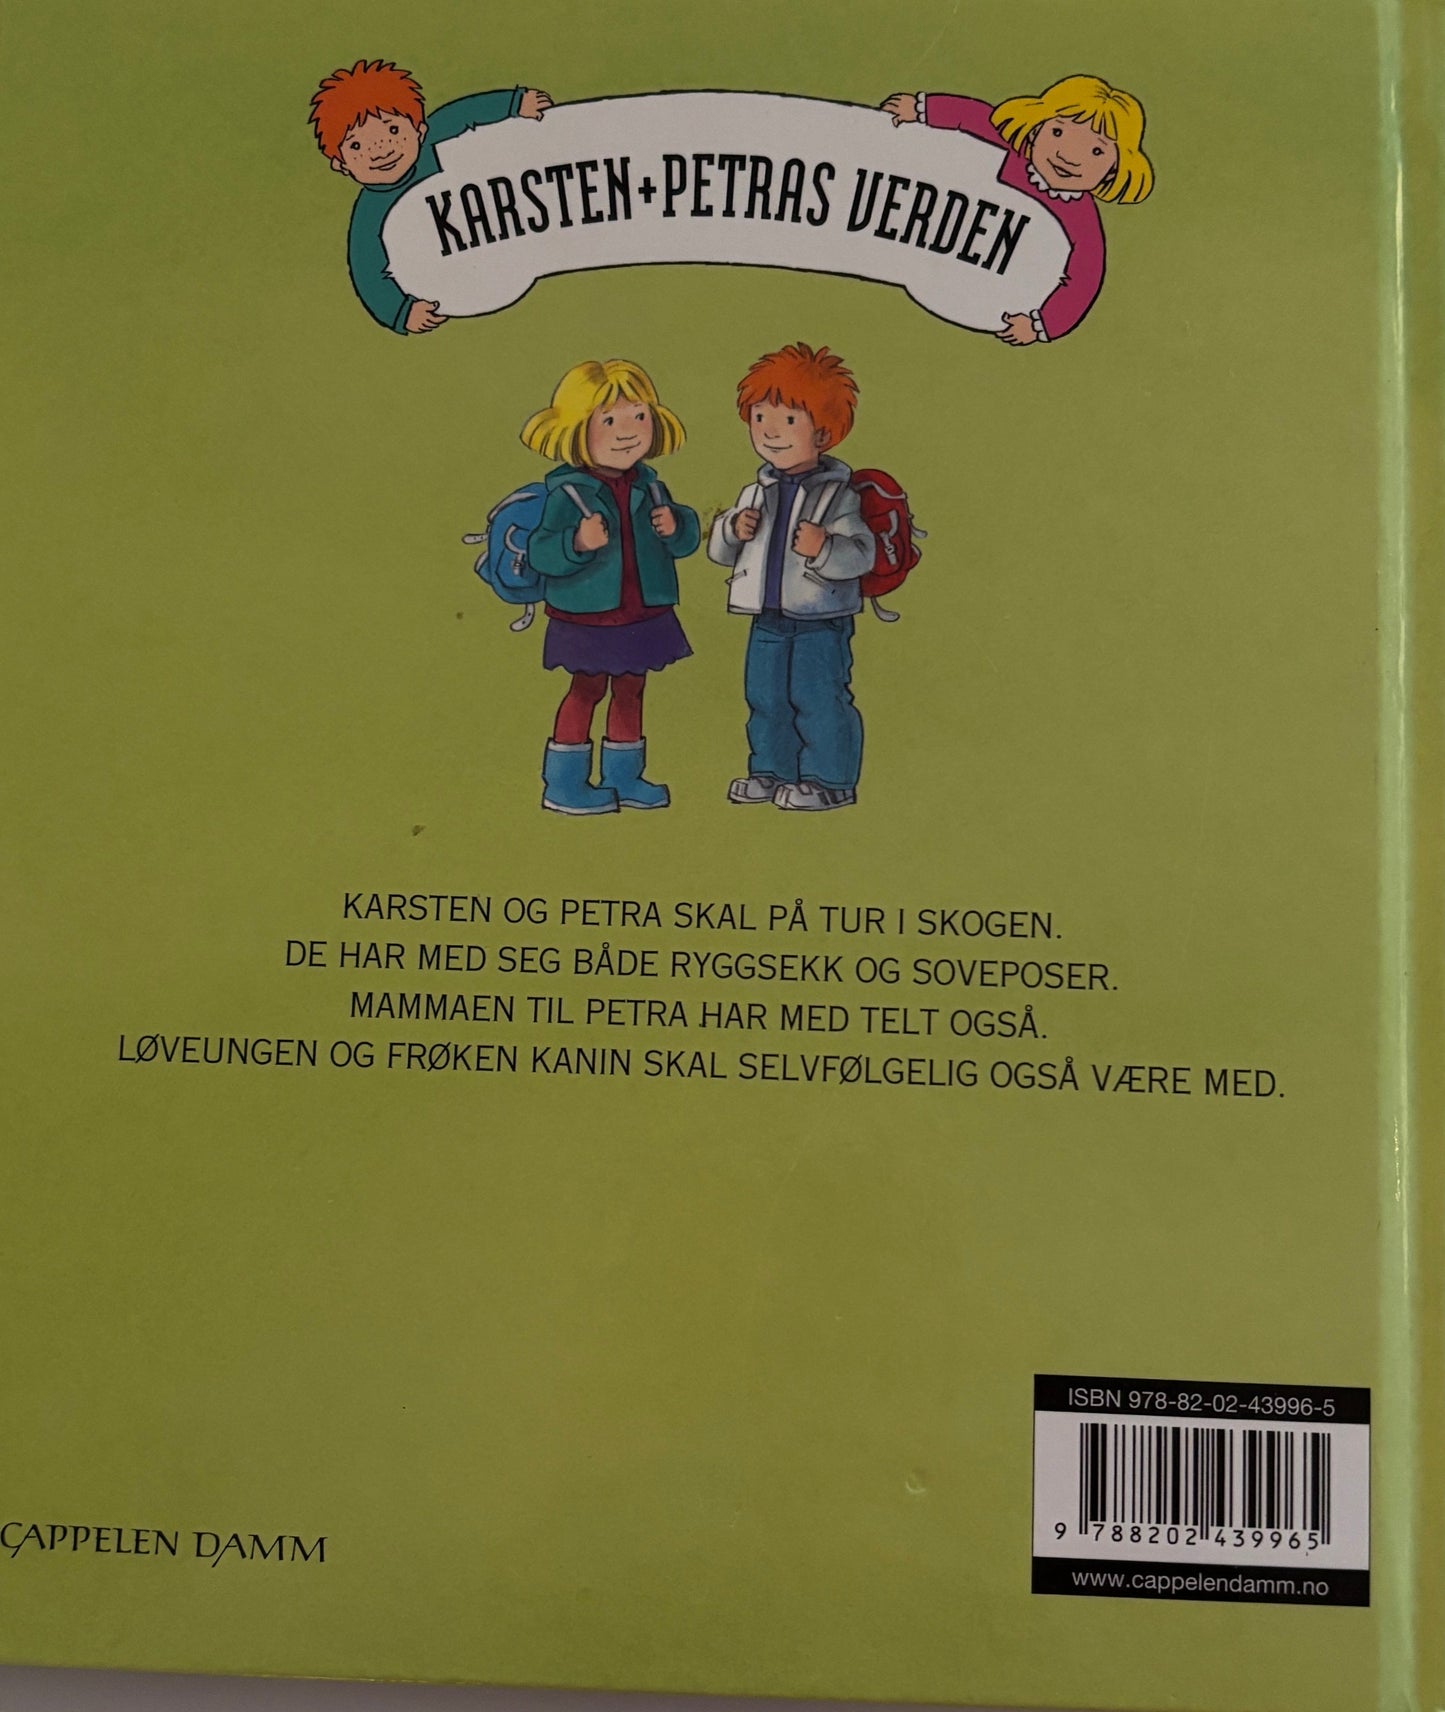 KARSTEN+PETRAS VERDEN
KARSTEN OG PETRA SKAL PÅ TUR I SKOGEN.
DE HAR MED SEG BÅDE RYGGSEKK OG SOVEPOSER.
MAMMAEN TIL PETRA HAR MED TELT OGSÅ.
LØVEUNGEN OG FRØKEN KANIN SKAL SELVFØLGELIG OGSÅ VÆRE MED.
ISBN 978-82-02-43996-5
9 788202 439965
www.cappelendamm.no
CAPPELEN DAMM